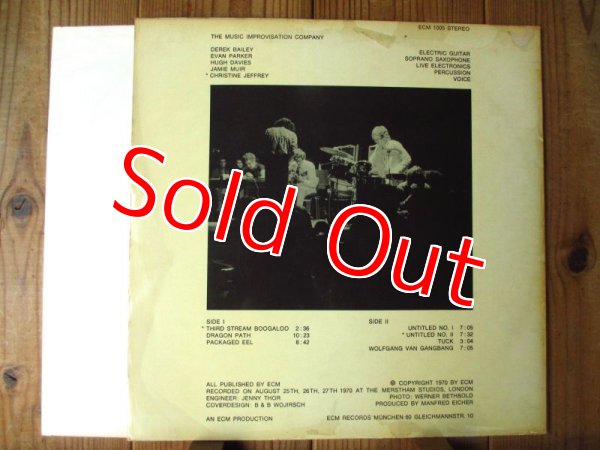 ECM 1005 STEREO
THE MUSIC IMPROVISATION COMPANY
DEREK BAILEY ELECTRIC GUITAR
EVAN PARKER SOPRANO SAXOPHONE
HUGH DAVIES LIVE ELECTRONICS
JAMIE MUIR PERCUSSION
* CHRISTINE JEFFREY VOICE
Sold Out
SIDE I
* THIRD STREAM BOOGALOO 2:36
DRAGON PATH 10:23
PACKAGED EEL 8:42
SIDE II
UNTITLED NO. I 7:05
* UNTITLED NO. II 7:32
TUCK 3:04
WOLFGANG VAN GANGBANG 7:05
ALL PUBLISHED BY ECM
RECORDED ON AUGUST 25TH, 26TH, 27TH 1970 AT THE MERSTHAM STUDIOS, LONDON
ENGINEER: JENNY THOR
COVERDESIGN: B & B WOJIRSCH
℗ COPYRIGHT 1970 BY ECM
PHOTO: WERNER BETHSOLD
PRODUCED BY MANFRED EICHER
AN ECM PRODUCTION
ECM RECORDS MÜNCHEN 60 GLEICHMANNSTR. 10